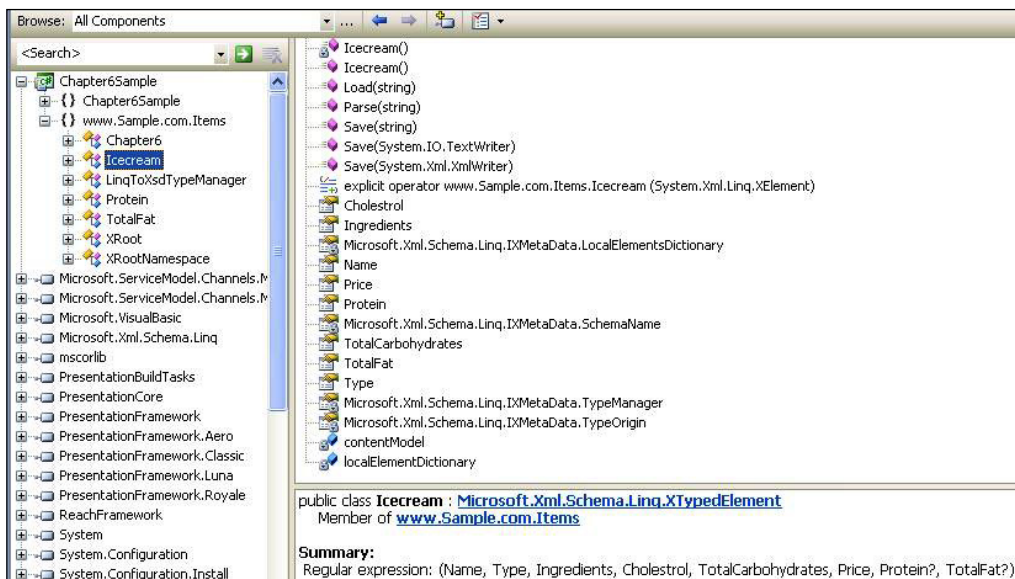 Browse: All Components
...
<Search>
Chapter6Sample
{} Chapter6Sample
{} www.Sample.com.Items
Chapter6
Icecream
LinqToXsdTypeManager
Protein
TotalFat
XRoot
XRootNamespace
Microsoft.ServiceModel.Channels.M
Microsoft.ServiceModel.Channels.M
Microsoft.VisualBasic
Microsoft.Xml.Schema.Linq
mscorlib
PresentationBuildTasks
PresentationCore
PresentationFramework
PresentationFramework.Aero
PresentationFramework.Classic
PresentationFramework.Luna
PresentationFramework.Royale
ReachFramework
System
System.Configuration
System.Configuration.Install
Icecream()
Icecream()
Load(string)
Parse(string)
Save(string)
Save(System.IO.TextWriter)
Save(System.Xml.XmlWriter)
explicit operator www.Sample.com.Items.Icecream (System.Xml.Linq.XElement)
Cholestrol
Ingredients
Microsoft.Xml.Schema.Linq.IXMetaData.LocalElementsDictionary
Name
Price
Protein
Microsoft.Xml.Schema.Linq.IXMetaData.SchemaName
TotalCarbohydrates
TotalFat
Type
Microsoft.Xml.Schema.Linq.IXMetaData.TypeManager
Microsoft.Xml.Schema.Linq.IXMetaData.TypeOrigin
contentModel
localElementDictionary
public class Icecream : Microsoft.Xml.Schema.Linq.XTypedElement
Member of www.Sample.com.Items
Summary:
Regular expression: (Name, Type, Ingredients, Cholestrol, TotalCarbohydrates, Price, Protein?, TotalFat?)